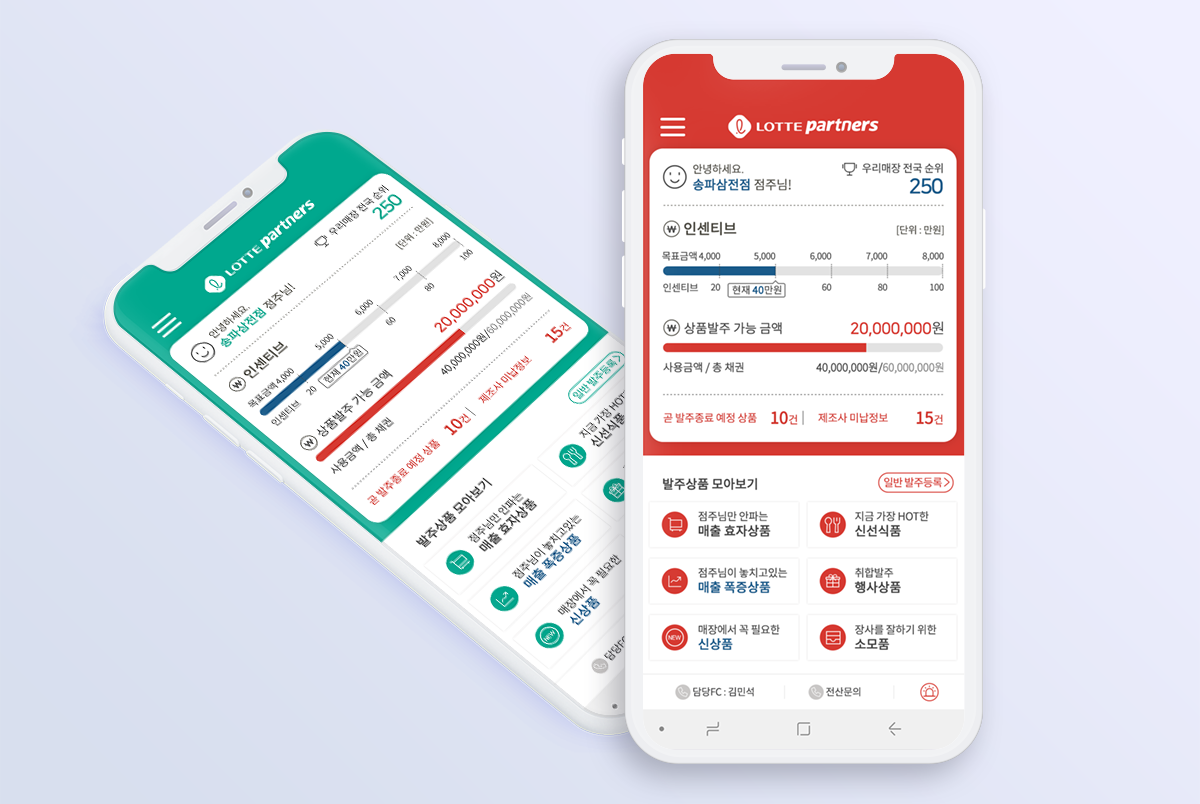 LOTTE partners
안녕하세요.
송파삼전점 점주님!
우리매장 전국 순위
250
인센티브
[단위 : 만원]
목표금액 4,000 5,000 6,000 7,000 8,000
인센티브 20 현재 40만원 60 80 100
상품발주 가능 금액 20,000,000원
사용금액 / 총 채권 40,000,000원/60,000,000원
곧 발주종료 예정 상품 10건 제조사 미납정보 15건
발주상품 모아보기
일반 발주등록
점주님만 안파는
매출 효자상품
지금 가장 HOT한
신선식품
점주님이 놓치고
매출 폭증상품
매장에서 꼭 필요한
NEW
신상품
담당FC
LOTTE partners
안녕하세요.
송파삼전점 점주님!
우리매장 전국 순위
250
인센티브
[단위 : 만원]
목표금액 4,000 5,000 6,000 7,000 8,000
인센티브 20 현재 40만원 60 80 100
상품발주 가능 금액 20,000,000원
사용금액 / 총 채권 40,000,000원/60,000,000원
곧 발주종료 예정 상품 10건 제조사 미납정보 15건
발주상품 모아보기
일반 발주등록
점주님만 안파는
매출 효자상품
지금 가장 HOT한
신선식품
점주님이 놓치고있는
매출 폭증상품
취합발주
행사상품
매장에서 꼭 필요한
NEW
신상품
장사를 잘하기 위한
소모품
담당FC : 김민석
전산문의